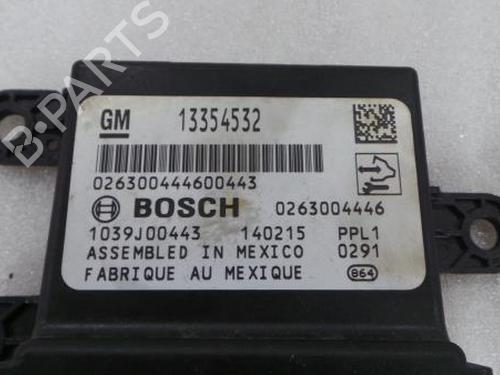 B-PARTS
GM 13354532
026300444600443
BOSCH 0263004446
1039J00443 140215 PPL1
ASSEMBLED IN MEXICO 0291
FABRIQUE AU MEXIQUE 864